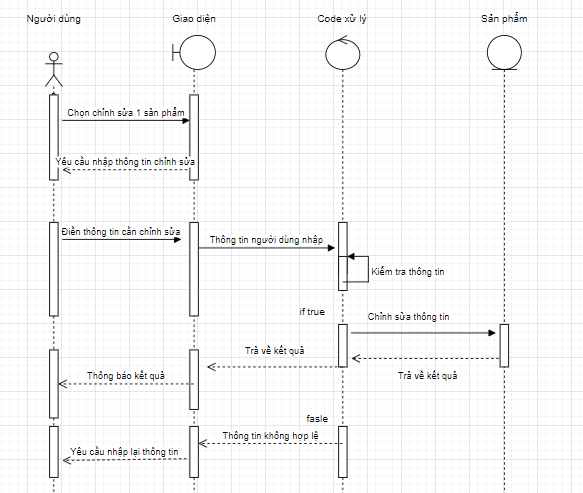 Người dùng
Giao diện
Code xử lý
Sản phẩm
Chọn chỉnh sửa 1 sản phẩm
Yêu cầu nhập thông tin chỉnh sửa
Điền thông tin cần chỉnh sửa
Thông tin người dùng nhập
Kiểm tra thông tin
if true
Chỉnh sửa thông tin
Trả về kết quả
Trả về kết quả
Thông báo kết quả
fasle
Thông tin không hợp lệ
Yêu cầu nhập lại thông tin